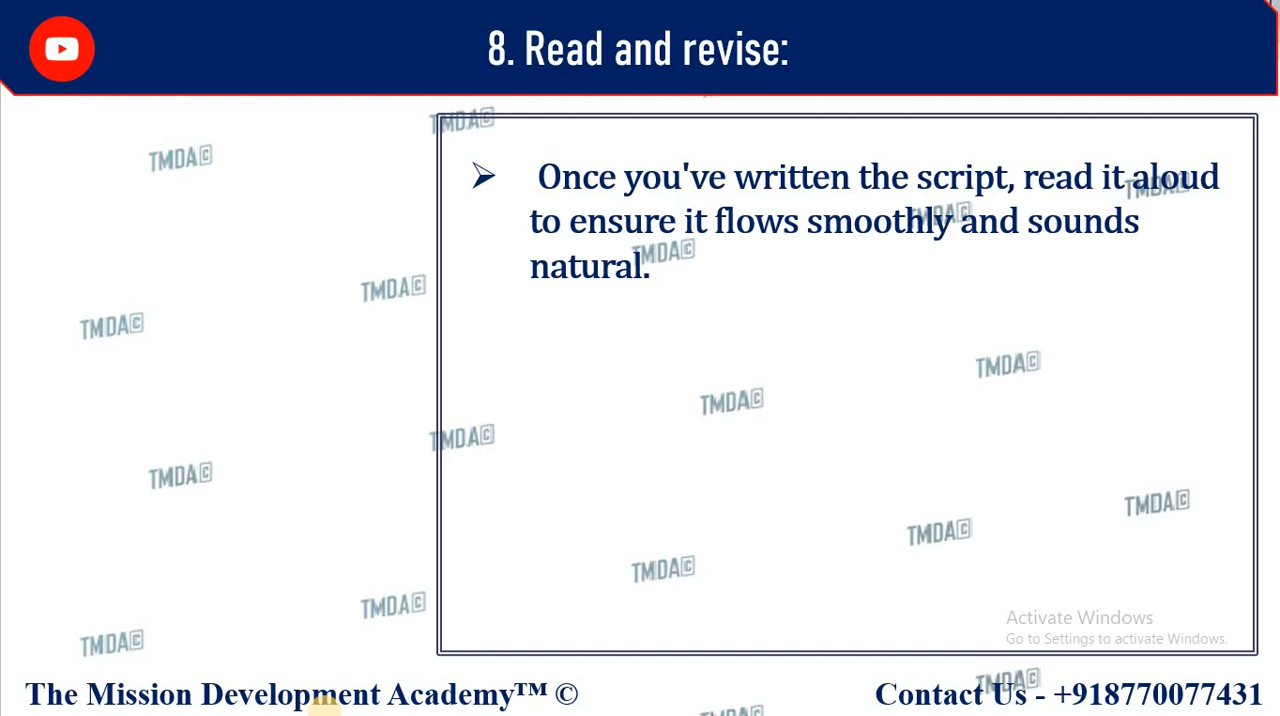 8. Read and revise:
TMDA©
TMDA©
➢ Once you've written the script, read it aloud
TMDA©
to ensure it flows smoothly and sounds
TMDA©
TMDA©
natural.
TMDA©
TMDA©
TMDA©
TMDA©
TMDA©
TMDA©
TMDA©
TMDA©
TMDA©
TMDA©
Activate Windows
Go to Settings to activate Windows.
TMDA©
TMDA©
The Mission Development Academy™ © Contact Us - +918770077431
TMDA©